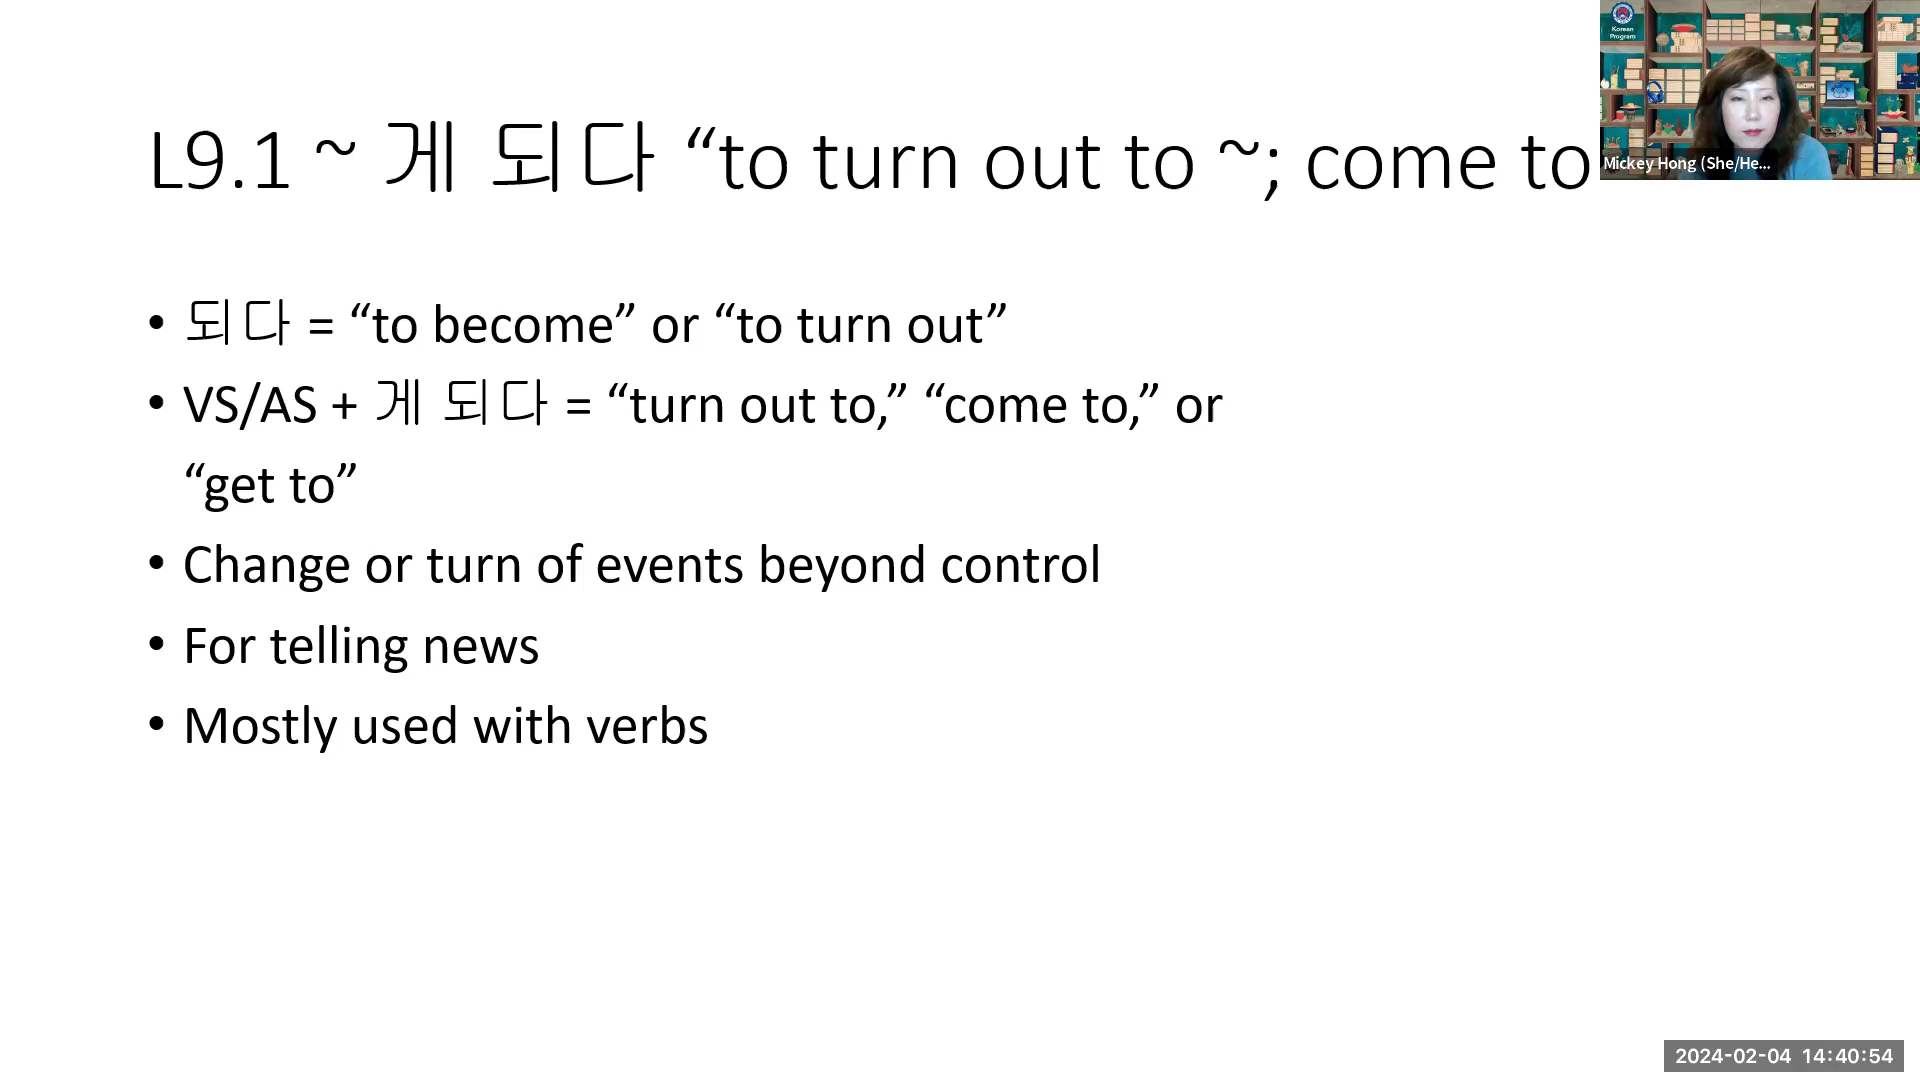 L9.1 ~ 게 되다 “to turn out to ~; come to
• 되다 = “to become” or “to turn out”
• VS/AS + 게 되다 = “turn out to,” “come to,” or
“get to”
• Change or turn of events beyond control
• For telling news
• Mostly used with verbs
Korean
Program
Mickey Hong (She/He...
2024-02-04 14:40:54